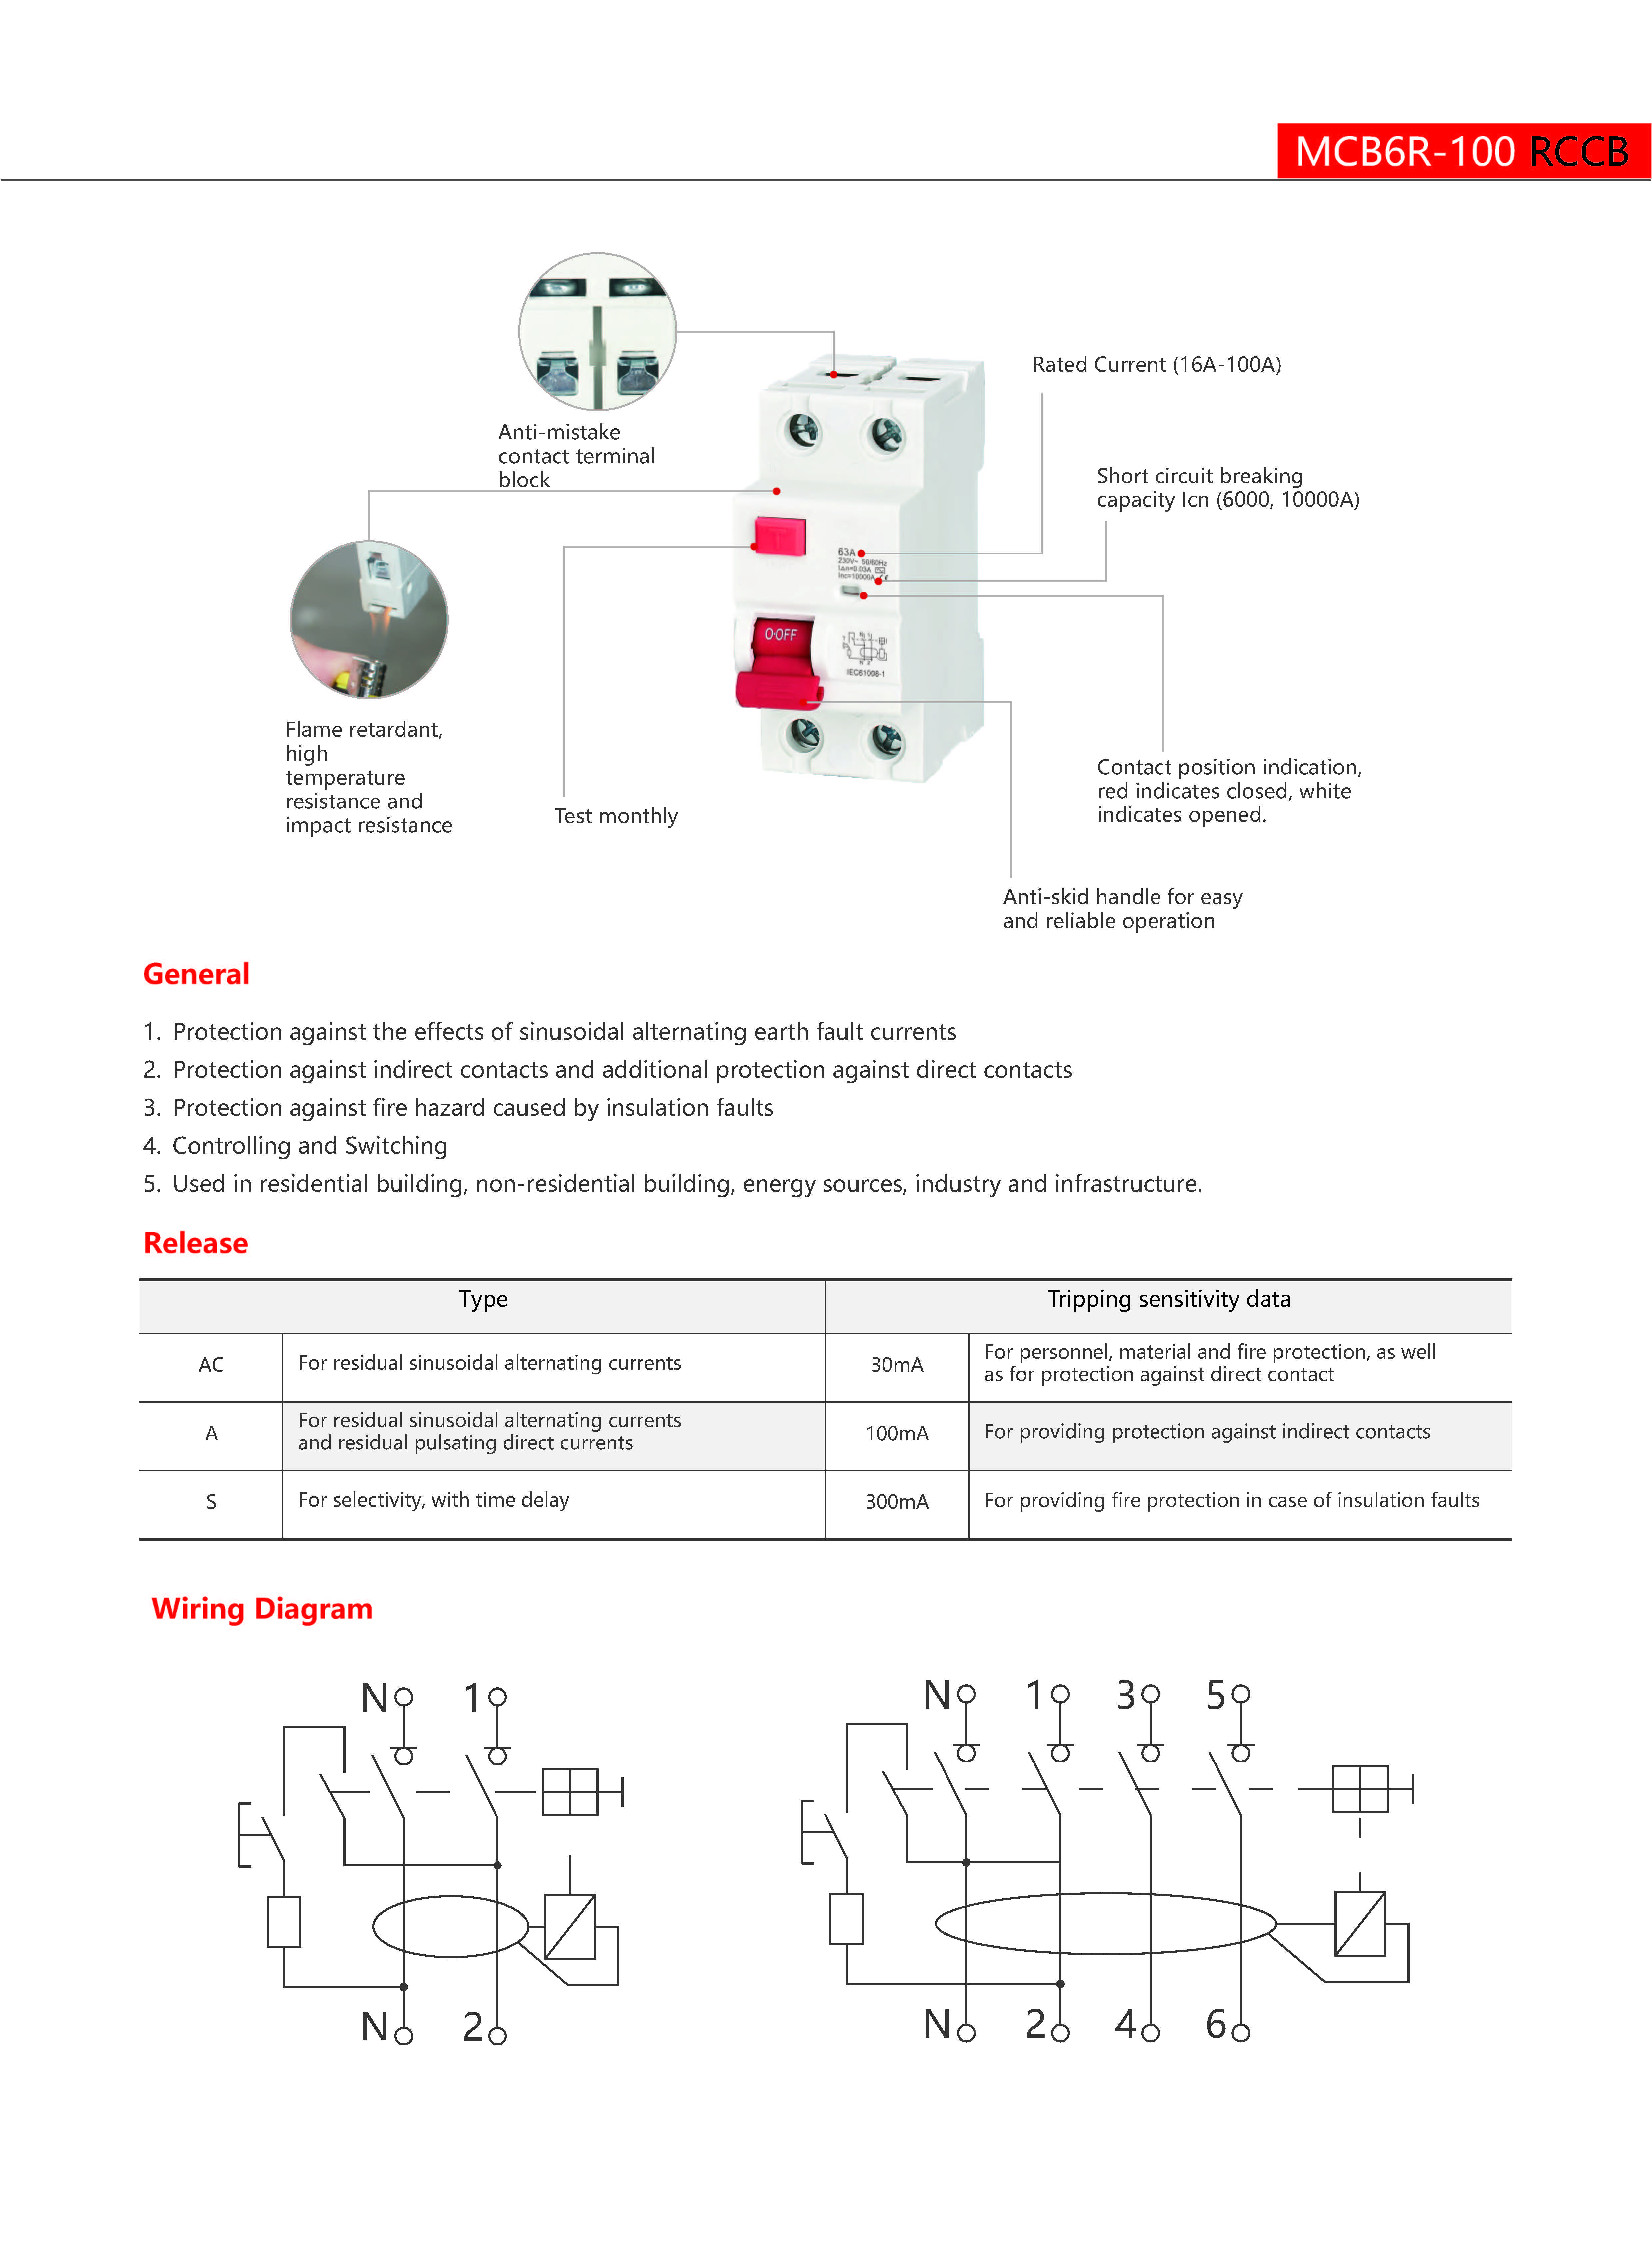 MCB6R-100 RCCB
Rated Current (16A-100A)
Anti-mistake
contact terminal
block
Short circuit breaking
capacity Icn (6000, 10000A)
63A
230V~ 50/60Hz
I∆n=0.03A
Inc=10000A
O·OFF
IEC61008-1
Flame retardant,
high
temperature
resistance and
impact resistance
Test monthly
Contact position indication,
red indicates closed, white
indicates opened.
Anti-skid handle for easy
and reliable operation
General
1. Protection against the effects of sinusoidal alternating earth fault currents
2. Protection against indirect contacts and additional protection against direct contacts
3. Protection against fire hazard caused by insulation faults
4. Controlling and Switching
5. Used in residential building, non-residential building, energy sources, industry and infrastructure.
Release
Type Tripping sensitivity data
AC For residual sinusoidal alternating currents 30mA For personnel, material and fire protection, as well
as for protection against direct contact
A For residual sinusoidal alternating currents
and residual pulsating direct currents 100mA For providing protection against indirect contacts
S For selectivity, with time delay 300mA For providing fire protection in case of insulation faults
Wiring Diagram
N 1 N 1 3 5
N 2 N 2 4 6